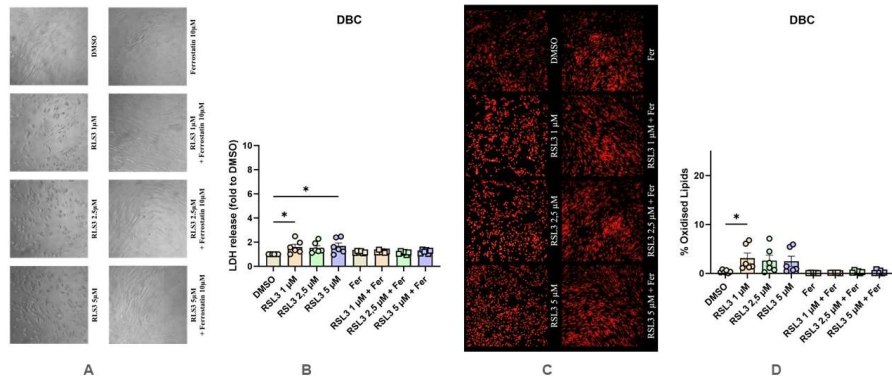 DMSO
Ferrostatin 10µM
RLS3 1µM
RLS3 1µM
+ Ferrostatin 10µM
RLS3 2,5µM
RLS3 2,5µM
+ Ferrostatin 10µM
RLS3 5µM
RLS3 5µM
+ Ferrostatin 10µM
A
DBC
LDH release (fold to DMSO)
10
8
6
4
2
0
*
*
DMSO
RSL3 1 µM
RSL3 2,5 µM
RSL3 5 µM
Fer
RSL3 1 µM + Fer
RSL3 2,5 µM + Fer
RSL3 5 µM + Fer
B
DMSO
Fer
RSL3 1 µM
RSL3 1 µM + Fer
RSL3 2,5 µM
RSL3 2,5 µM + Fer
RSL3 5 µM
RSL3 5 µM + Fer
C
DBC
% Oxidised Lipids
20
10
0
*
DMSO
RSL3 1 µM
RSL3 2,5 µM
RSL3 5 µM
Fer
RSL3 1 µM + Fer
RSL3 2,5 µM + Fer
RSL3 5 µM + Fer
D